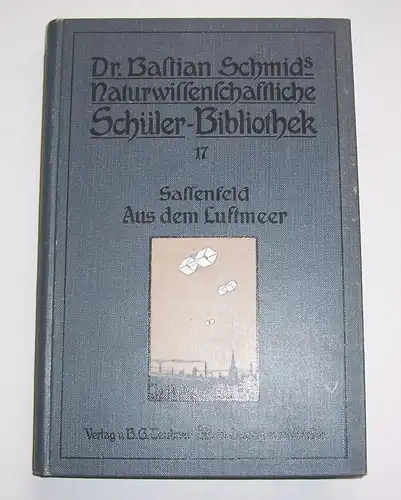 Dr. Bastian Schmids
Naturwissenschaftliche
Schüler-Bibliothek
17
Sassenfeld
Aus dem Luftmeer
Verlag v. B. G. Teubner